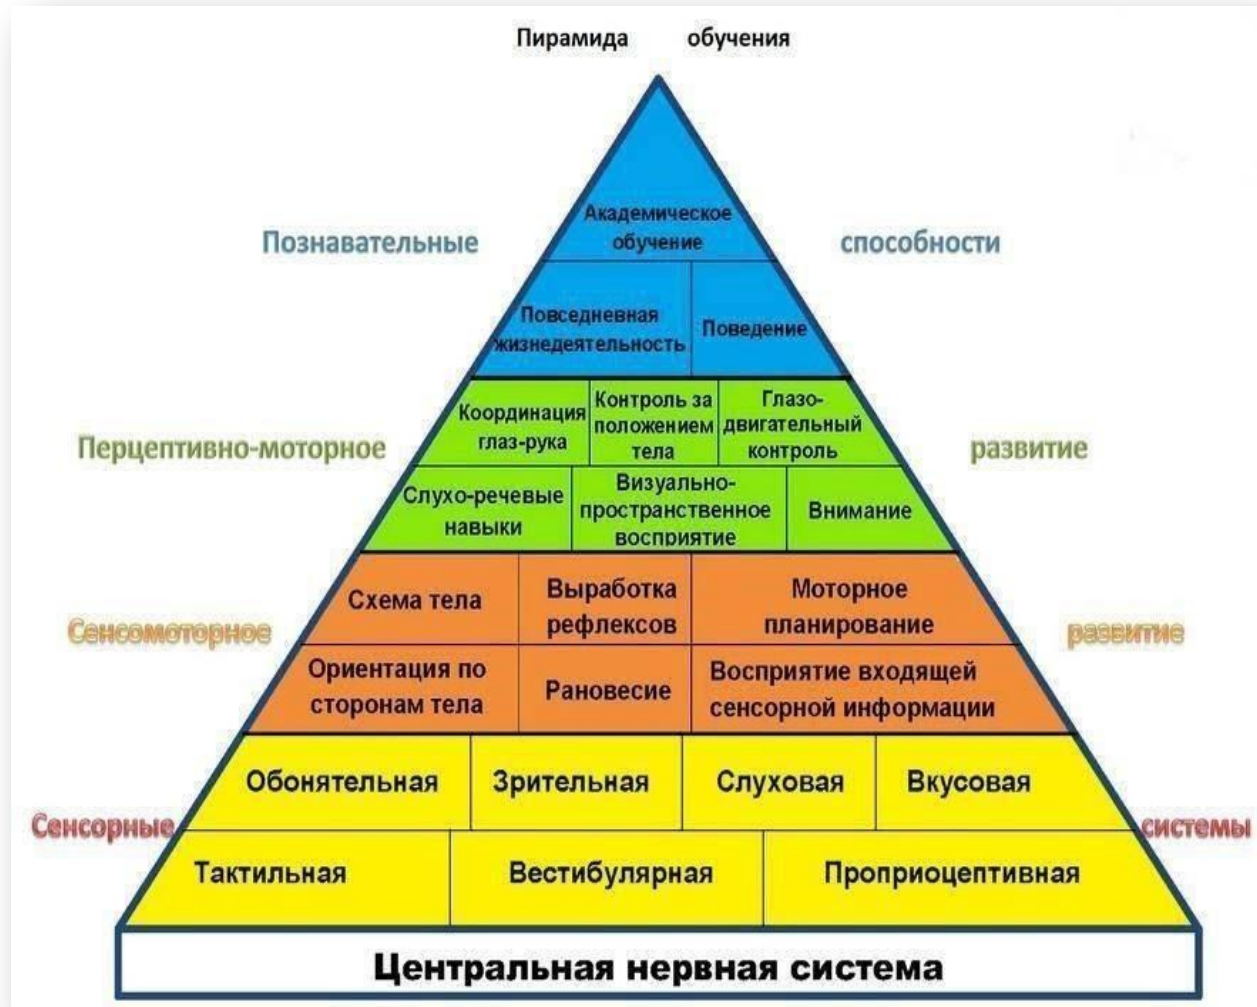 Пирамида обучения
Академическое
обучение
Познавательные способности
Повседневная
жизнедеятельность
Поведение
Координация
глаз-рука
Контроль за
положением
тела
Глазо-
двигательный
контроль
Перцептивно-моторное развитие
Слухо-речевые
навыки
Визуально-
пространственное
восприятие
Внимание
Схема тела
Выработка
рефлексов
Моторное
планирование
Сенсомоторное развитие
Ориентация по
сторонам тела
Рановесие
Восприятие входящей
сенсорной информации
Обонятельная
Зрительная
Слуховая
Вкусовая
Сенсорные системы
Тактильная
Вестибулярная
Проприоцептивная
Центральная нервная система